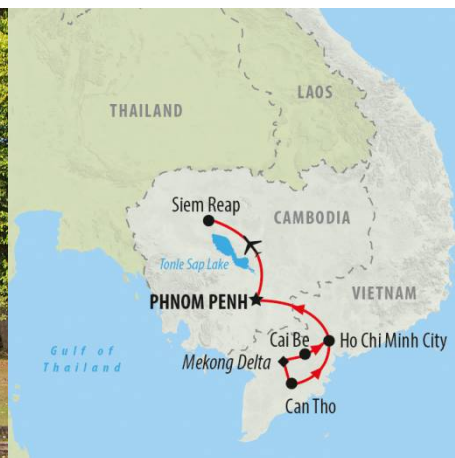 LAOS
THAILAND
Siem Reap
CAMBODIA
Tonle Sap Lake
VIETNAM
PHNOM PENH
Cai Be
Ho Chi Minh City
Gulf of
Thailand
Mekong Delta
Can Tho